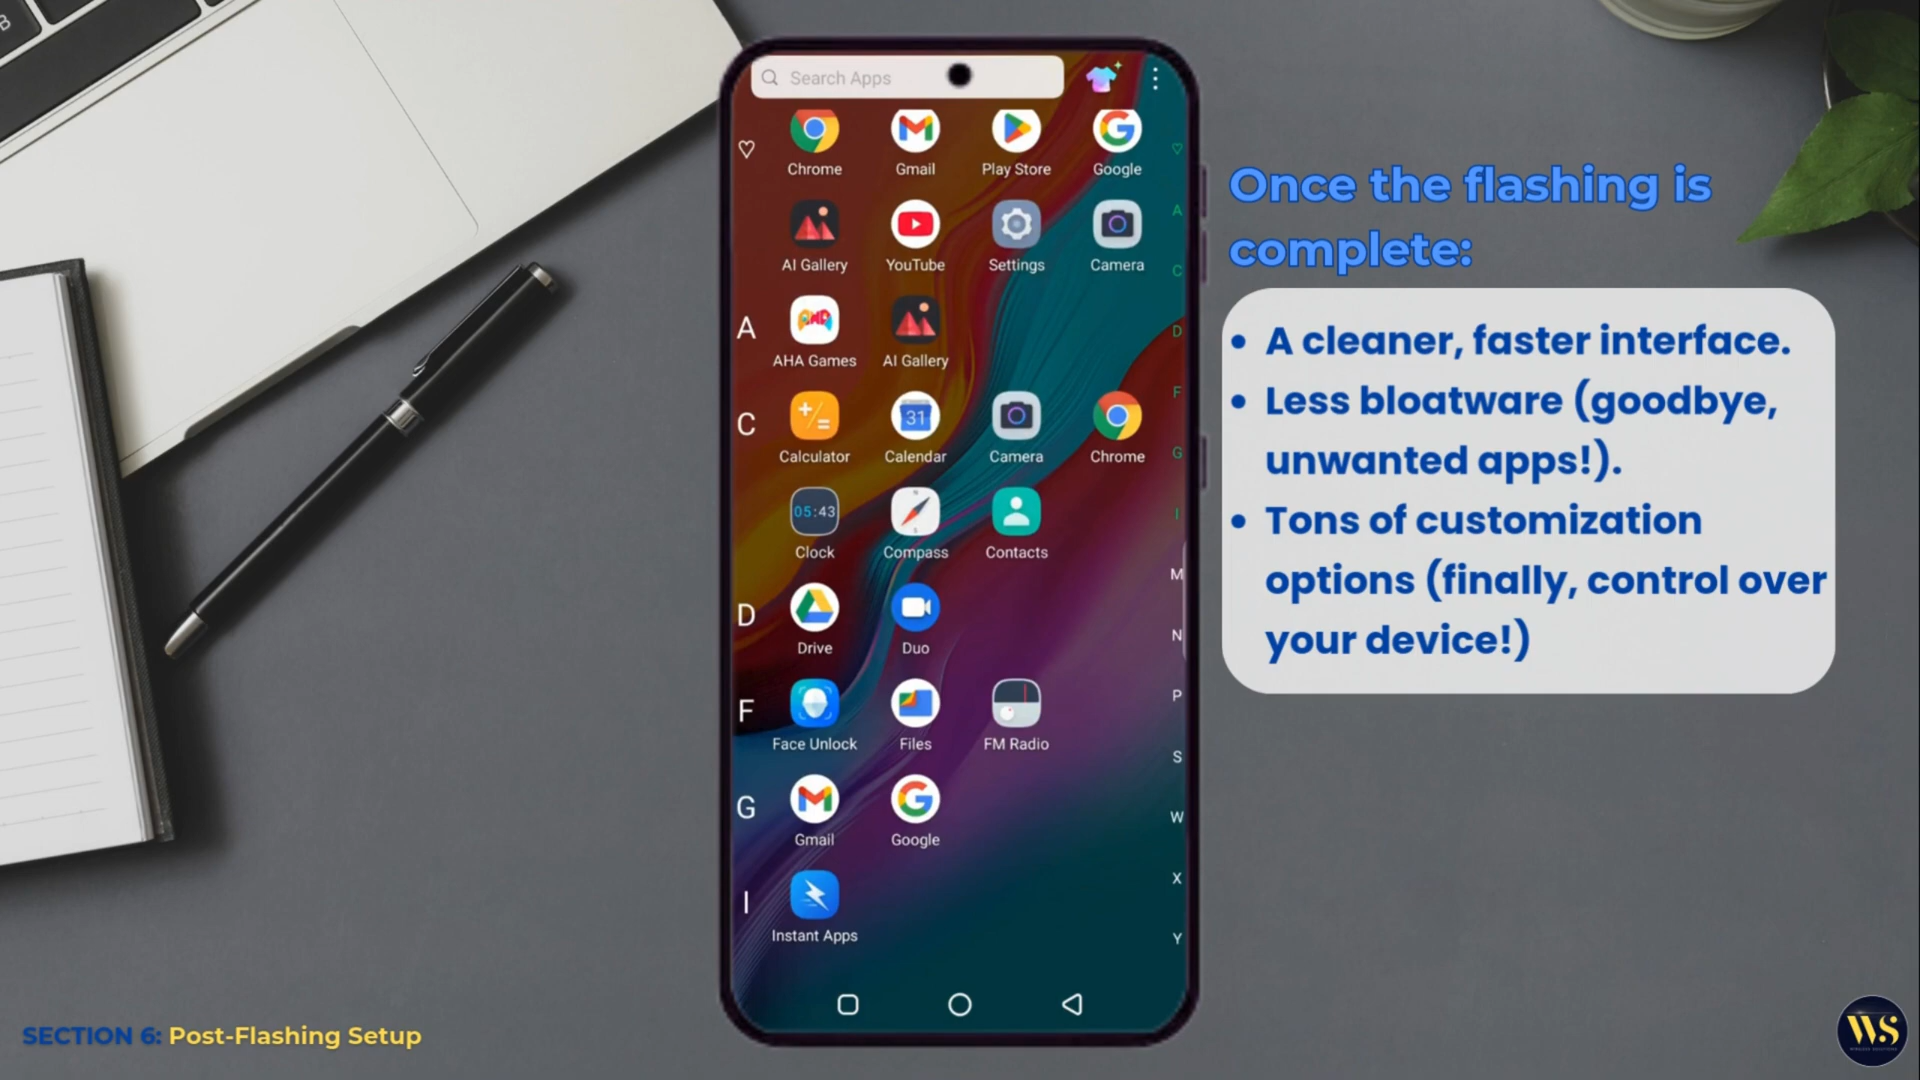 B
Search Apps
Chrome Gmail Play Store Google
AI Gallery YouTube Settings Camera
A
AHA Games AI Gallery
C
31
Calculator Calendar Camera Chrome
05:43
Clock Compass Contacts
D
Drive Duo
F
Face Unlock Files FM Radio
G
Gmail Google
I
Instant Apps
A
C
D
F
G
I
M
N
P
S
W
X
Y
Once the flashing is
complete:
• A cleaner, faster interface.
• Less bloatware (goodbye,
unwanted apps!).
• Tons of customization
options (finally, control over
your device!)
SECTION 6: Post-Flashing Setup
WS